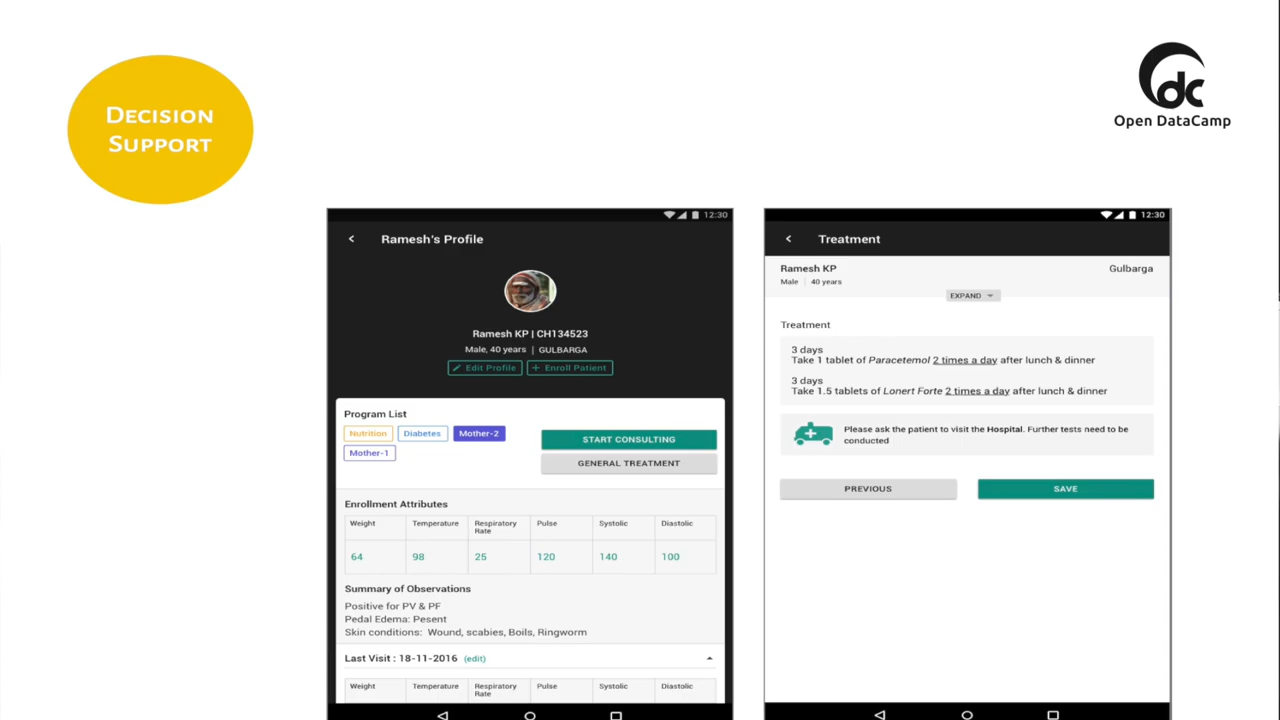 DECISION
SUPPORT
dc
Open DataCamp
12:30
Ramesh's Profile
Ramesh KP | CH134523
Male, 40 years | GULBARGA
Edit Profile
+ Enroll Patient
Program List
Nutrition
Diabetes
Mother-2
Mother-1
START CONSULTING
GENERAL TREATMENT
Enrollment Attributes
Weight Temperature Respiratory Pulse Systolic Diastolic
Rate
64 98 25 120 140 100
Summary of Observations
Positive for PV & PF
Pedal Edema: Pesent
Skin conditions: Wound, scabies, Boils, Ringworm
Last Visit : 18-11-2016 (edit)
Weight Temperature Respiratory Pulse Systolic Diastolic
Rate
12:30
Treatment
Ramesh KP Gulbarga
Male | 40 years
EXPAND
Treatment
3 days
Take 1 tablet of Paracetemol 2 times a day after lunch & dinner
3 days
Take 1.5 tablets of Lonert Forte 2 times a day after lunch & dinner
Please ask the patient to visit the Hospital. Further tests need to be
conducted
PREVIOUS
SAVE